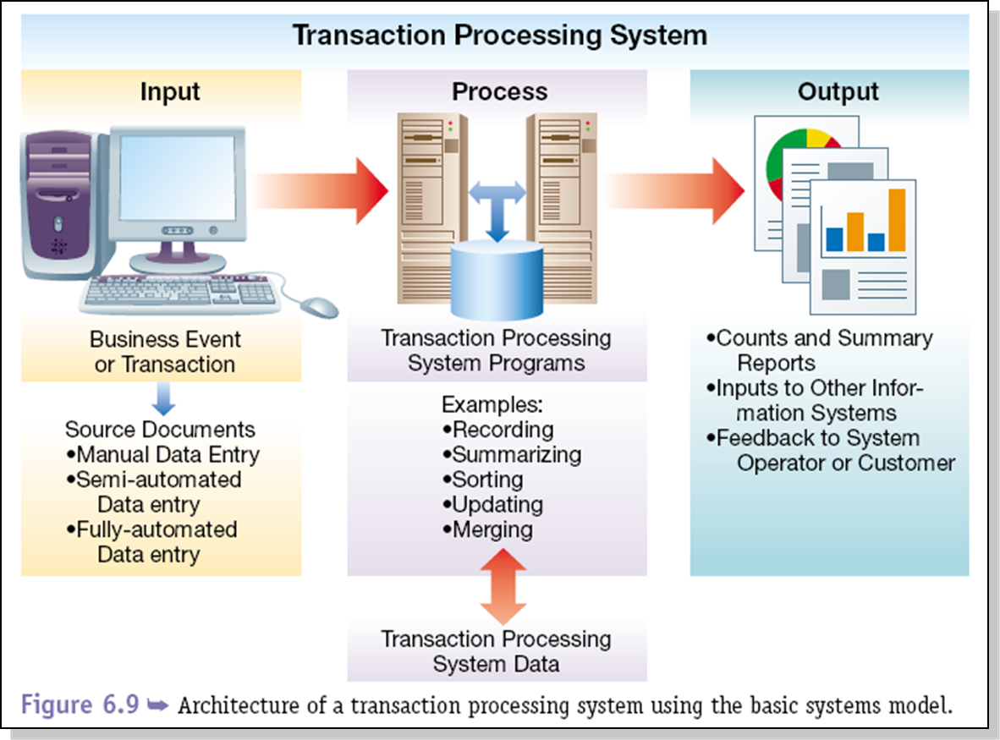 Transaction Processing System
Input
Business Event
or Transaction
Source Documents
•Manual Data Entry
•Semi-automated
Data entry
•Fully-automated
Data entry
Process
Transaction Processing
System Programs
Examples:
•Recording
•Summarizing
•Sorting
•Updating
•Merging
Transaction Processing
System Data
Output
•Counts and Summary
Reports
•Inputs to Other Infor-
mation Systems
•Feedback to System
Operator or Customer
Figure 6.9 ➥ Architecture of a transaction processing system using the basic systems model.